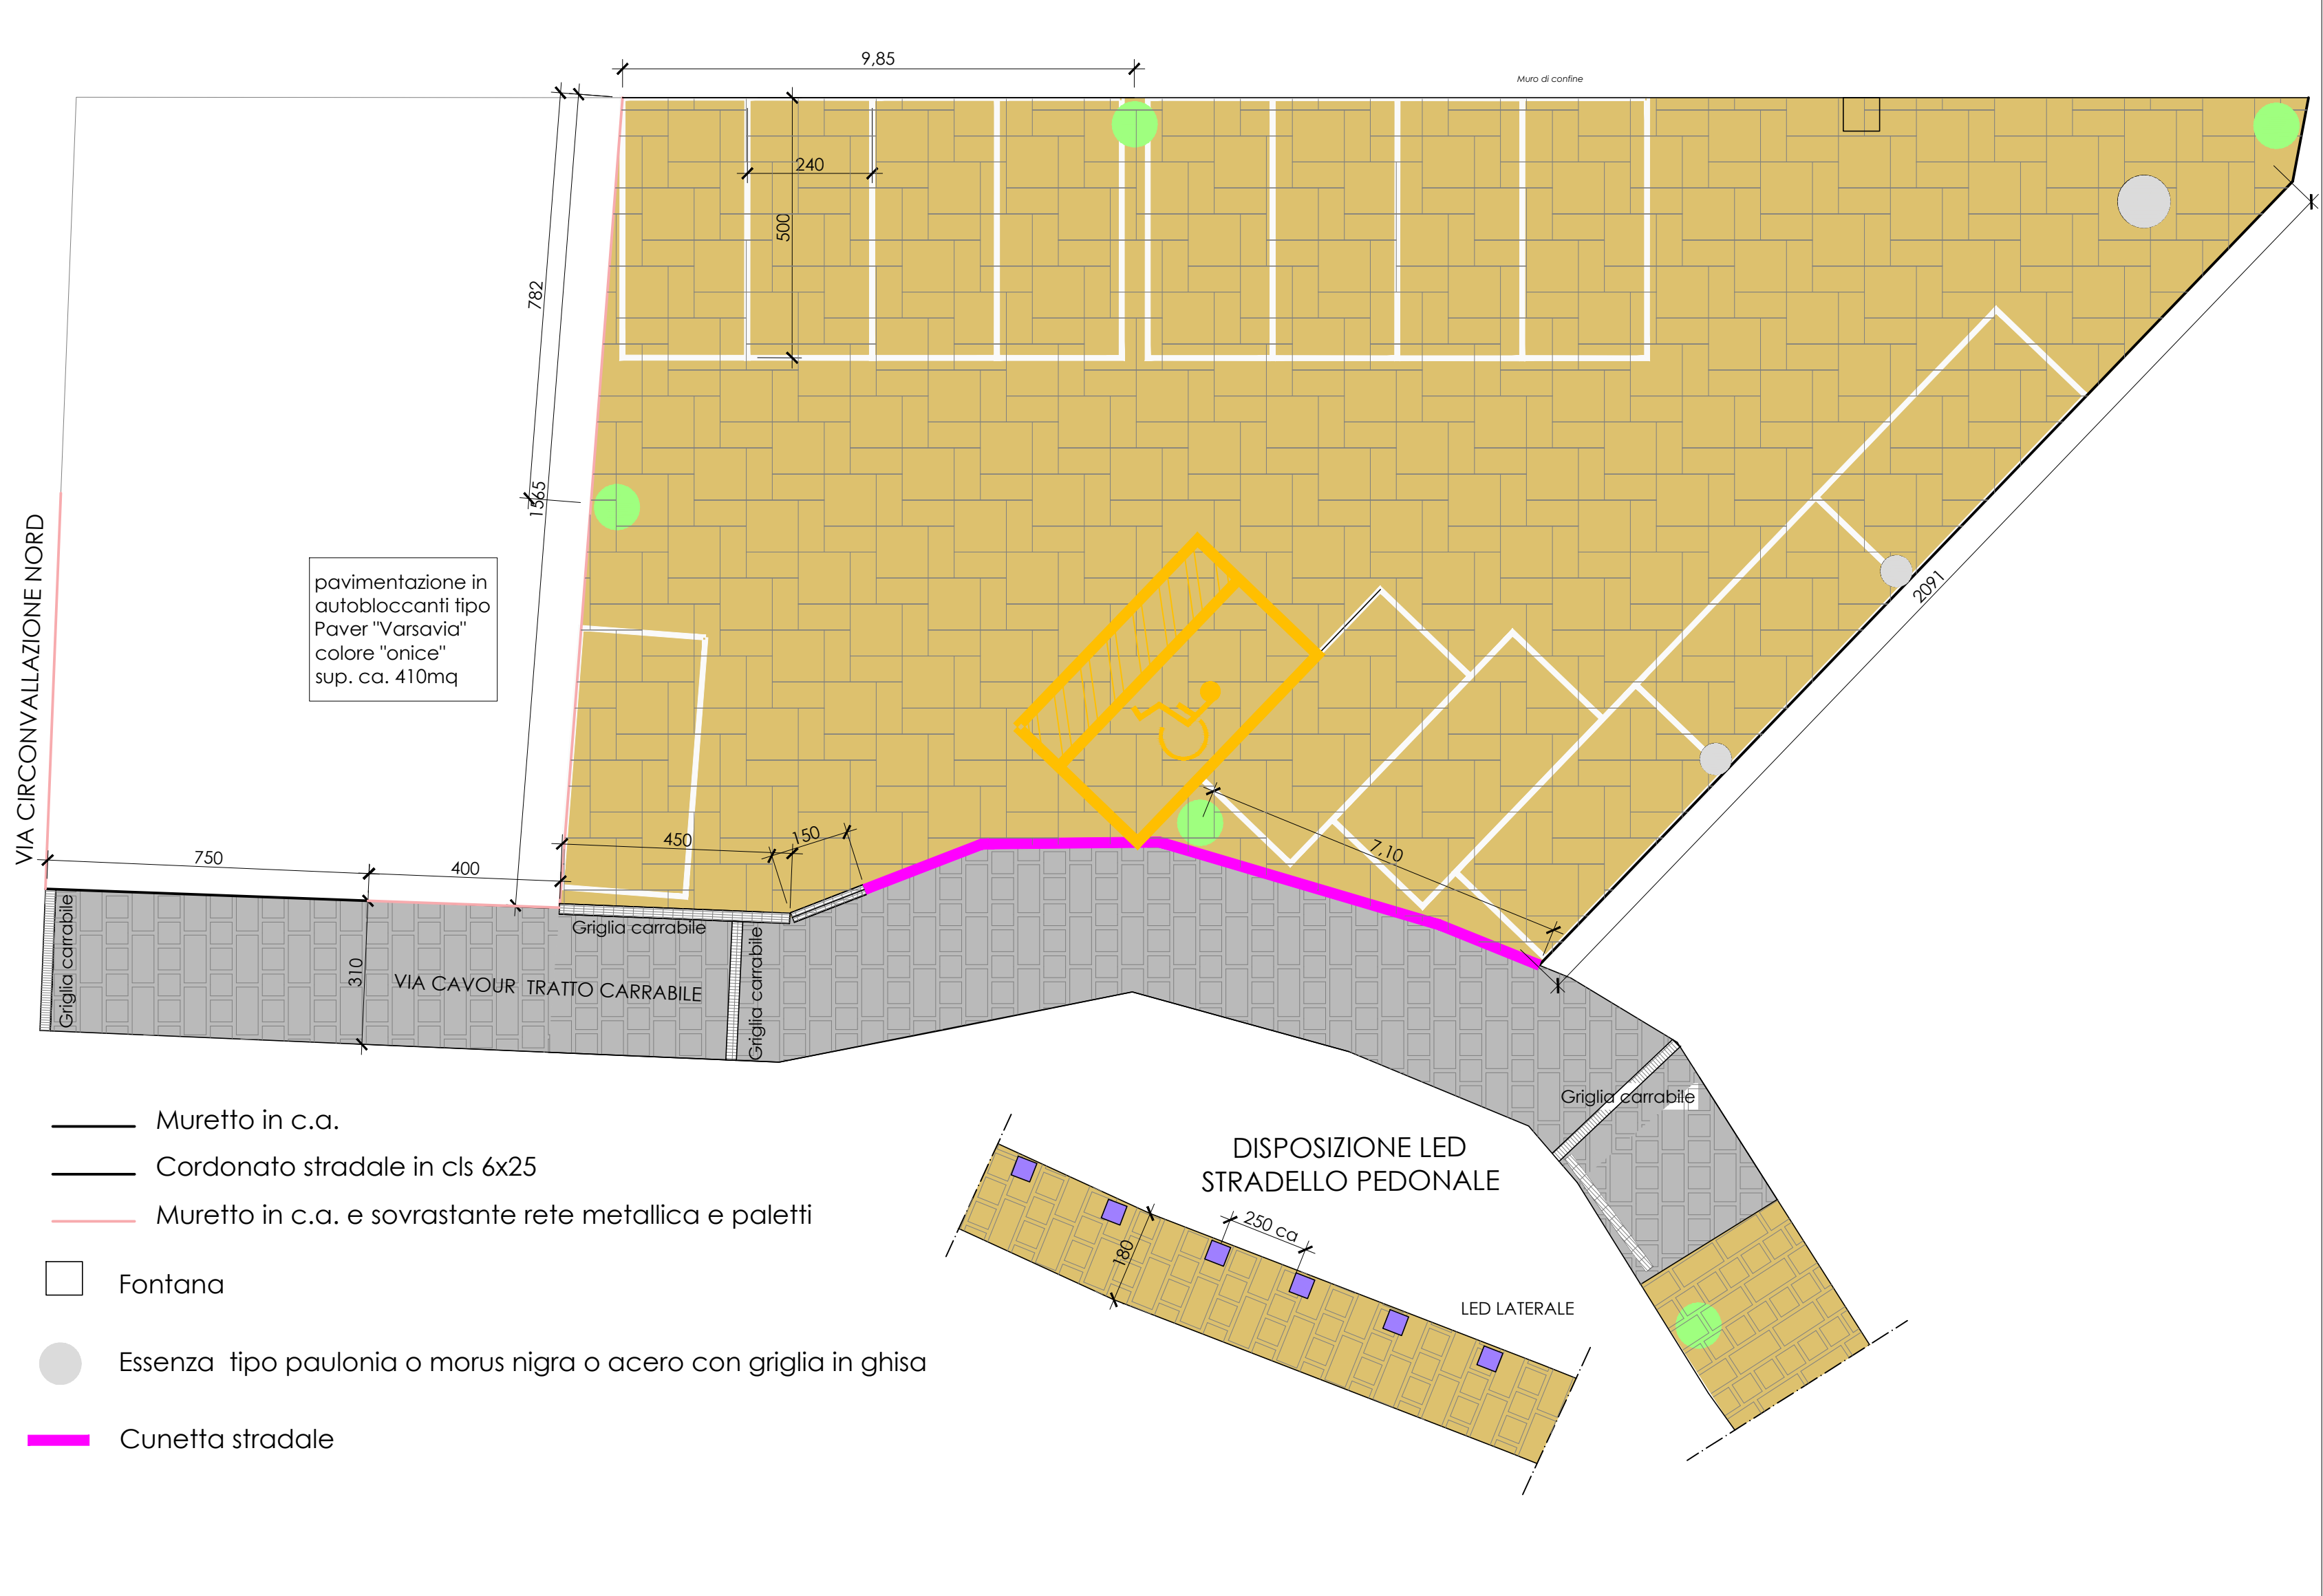 9,85
Muro di confine
240
500
782
1565
VIA CIRCONVALLAZIONE NORD
pavimentazione in
autobloccanti tipo
Paver "Varsavia"
colore "onice"
sup. ca. 410mq
2091
7,10
450
150
750
400
310
Griglia carrabile
Griglia carrabile
Griglia carrabile
VIA CAVOUR TRATTO CARRABILE
Griglia carrabile
Muretto in c.a.
Cordonato stradale in cls 6x25
Muretto in c.a. e sovrastante rete metallica e paletti
Fontana
Essenza tipo paulonia o morus nigra o acero con griglia in ghisa
Cunetta stradale
DISPOSIZIONE LED
STRADELLO PEDONALE
250 ca
180
LED LATERALE